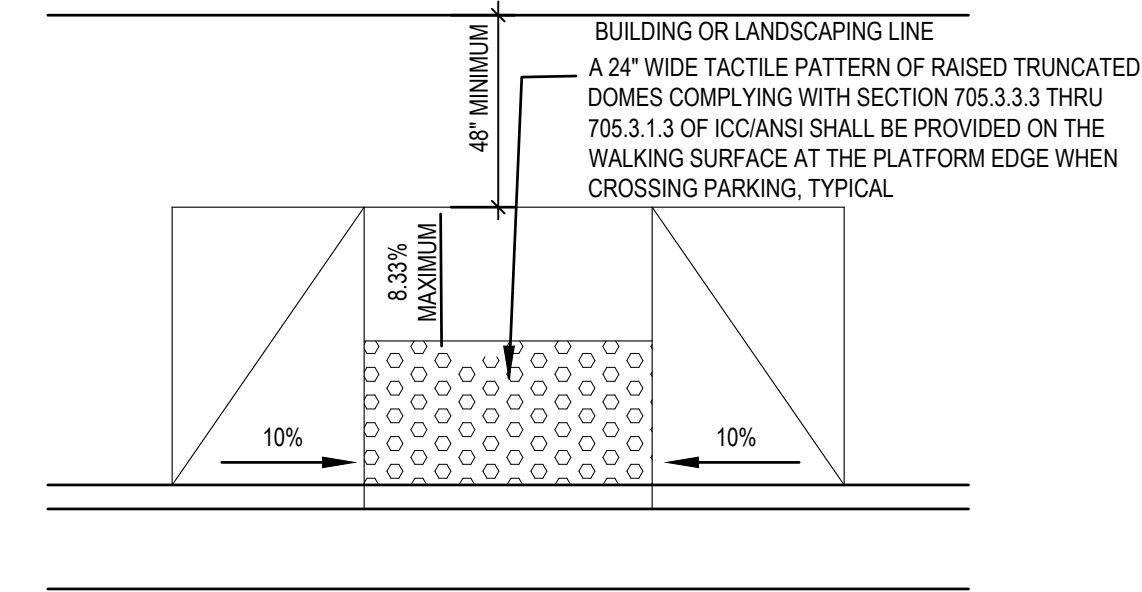 BUILDING OR LANDSCAPING LINE
48" MINIMUM
A 24" WIDE TACTILE PATTERN OF RAISED TRUNCATED
DOMES COMPLYING WITH SECTION 705.3.3.3 THRU
705.3.1.3 OF ICC/ANSI SHALL BE PROVIDED ON THE
WALKING SURFACE AT THE PLATFORM EDGE WHEN
CROSSING PARKING, TYPICAL
8.33%
MAXIMUM
10%
10%